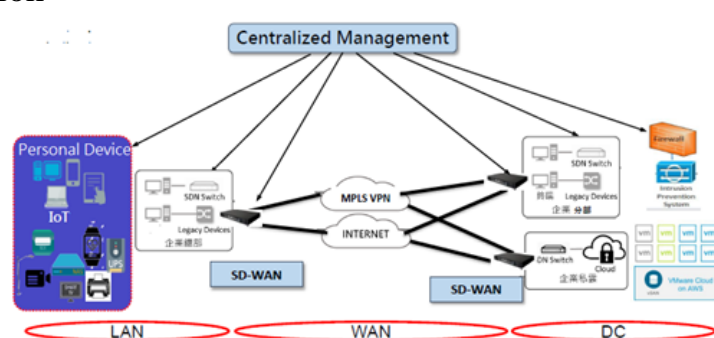 Centralized Management
Personal Device
IoT
SDN Switch
Legacy Devices
企業總部
MPLS VPN
INTERNET
SD-WAN
SD-WAN
SDN Switch
Legacy Devices
企業 分部
DN Switch
Cloud
企業私雲
Firewall
Intrusion
Prevention
System
vm vm vm vm
vm vm vm vm
VMware Cloud
on AWS
LAN
WAN
DC